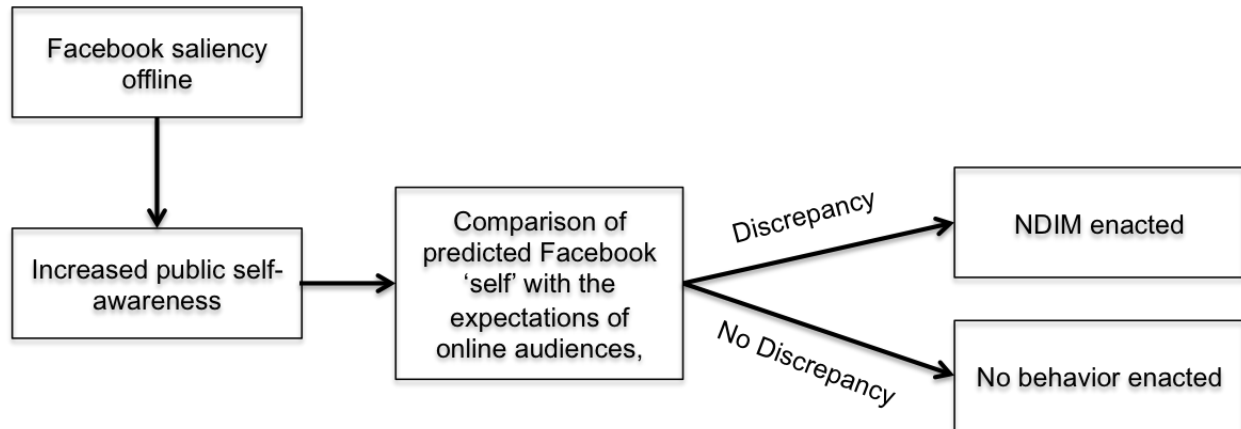 Facebook saliency
offline
Increased public self-
awareness
Comparison of
predicted Facebook
‘self’ with the
expectations of
online audiences,
Discrepancy
No Discrepancy
NDIM enacted
No behavior enacted